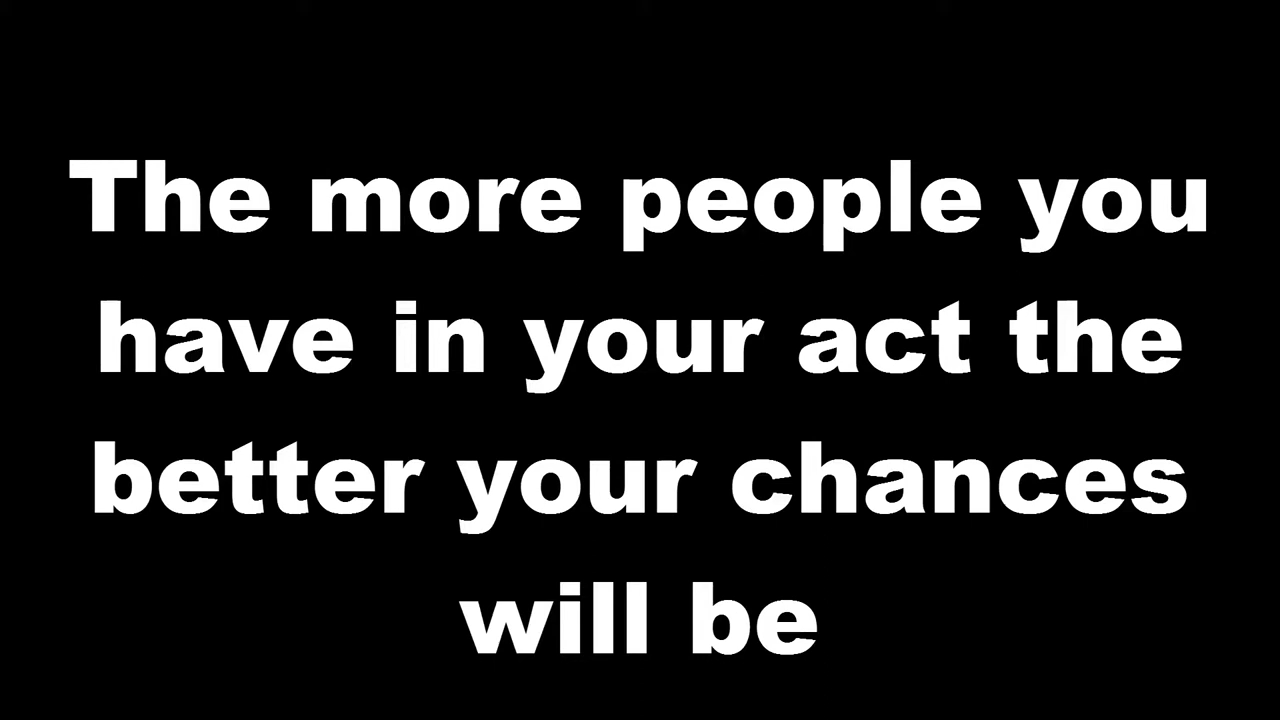 The more people you
have in your act the
better your chances
will be